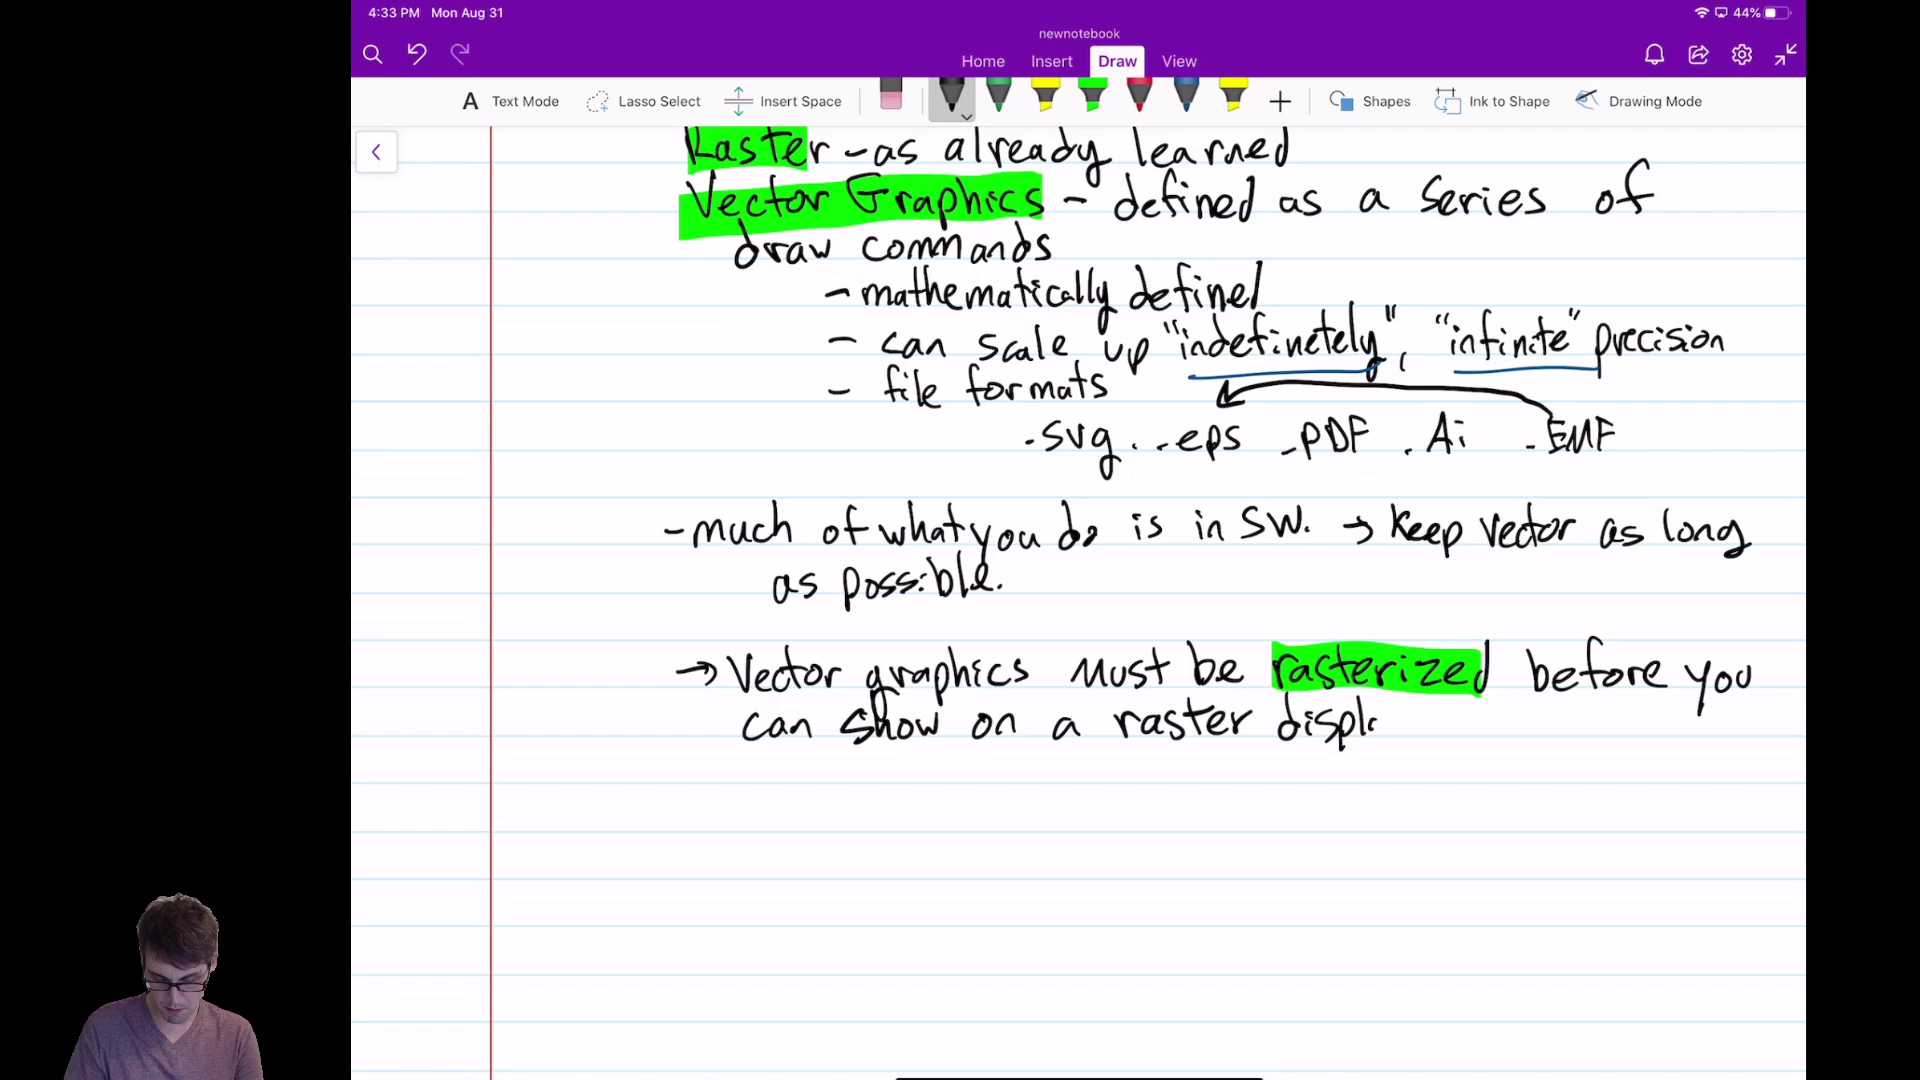 4:33 PM Mon Aug 31
44%
newnotebook
Home Insert Draw View
A Text Mode Lasso Select Insert Space Shapes Ink to Shape Drawing Mode
Raster - as already learned
Vector Graphics - defined as a series of
draw commands
- mathematically defined
- can scale up "indefinetely", "infinite" precision
- file formats
.svg. .eps .PDF .Ai .EMF
- much of what you do is in SW. → Keep vector as long
as possible.
→ Vector graphics must be rasterized before you
can show on a raster displ